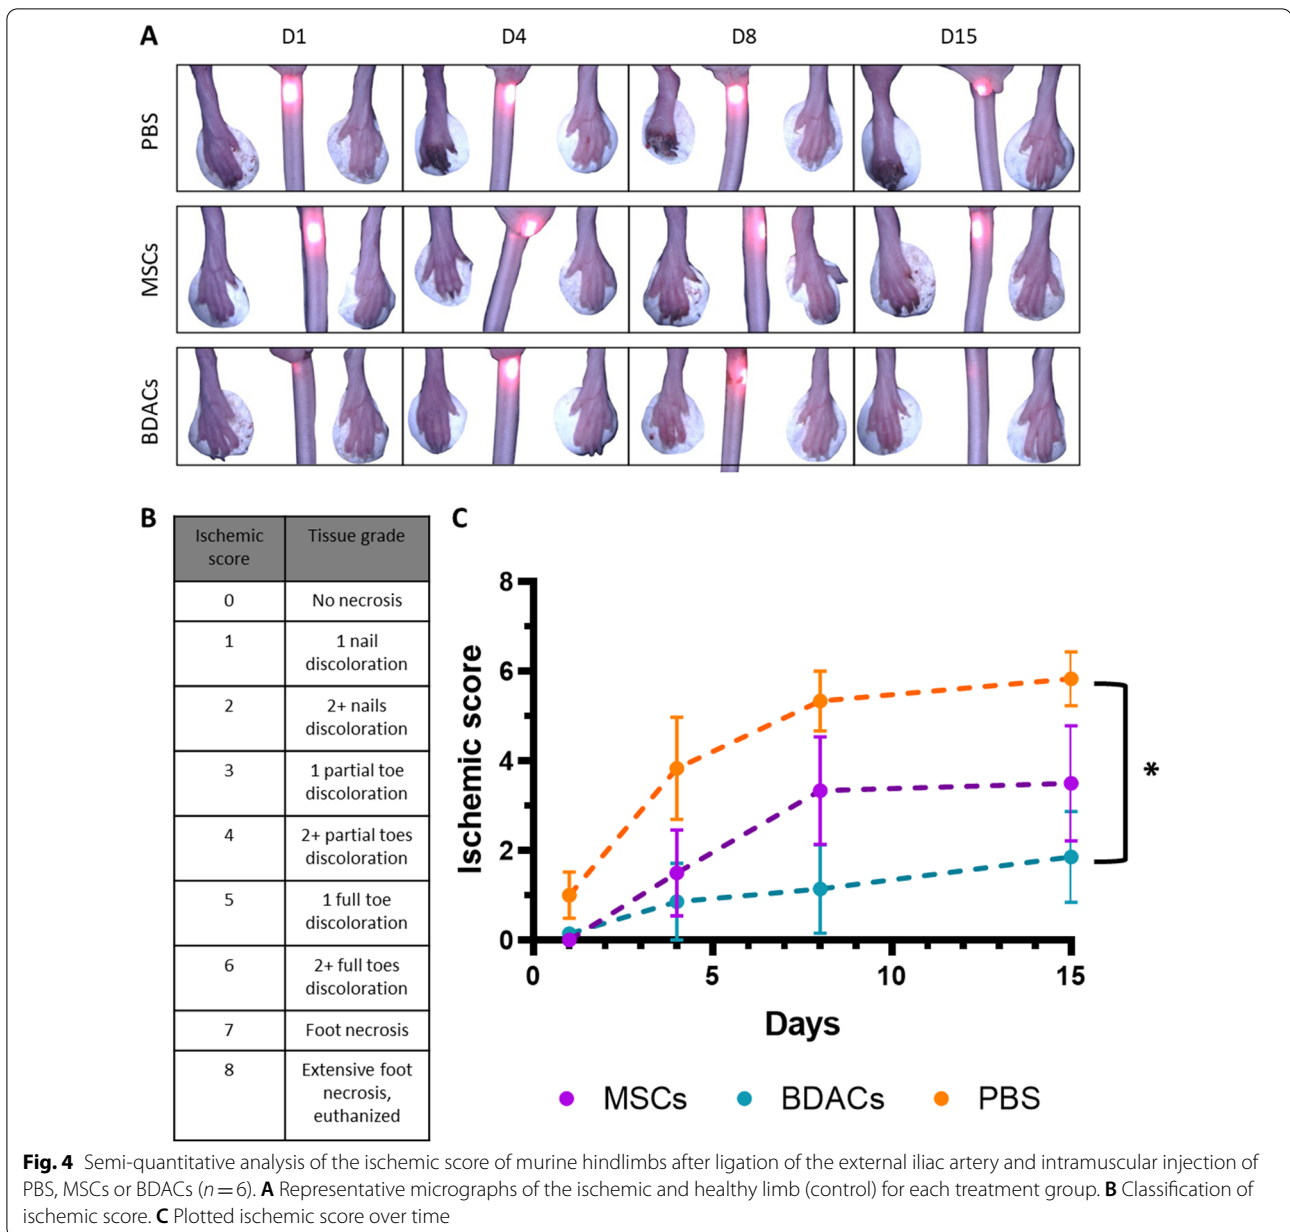 A
D1 D4 D8 D15
PBS
MSCs
BDACs
B
Ischemic score Tissue grade
0 No necrosis
1 1 nail discoloration
2 2+ nails discoloration
3 1 partial toe discoloration
4 2+ partial toes discoloration
5 1 full toe discoloration
6 2+ full toes discoloration
7 Foot necrosis
8 Extensive foot necrosis, euthanized
C
Ischemic score
8
6
4
2
0
0 5 10 15
Days
*
MSCs BDACs PBS
Fig. 4 Semi-quantitative analysis of the ischemic score of murine hindlimbs after ligation of the external iliac artery and intramuscular injection of
PBS, MSCs or BDACs (n = 6). A Representative micrographs of the ischemic and healthy limb (control) for each treatment group. B Classification of
ischemic score. C Plotted ischemic score over time